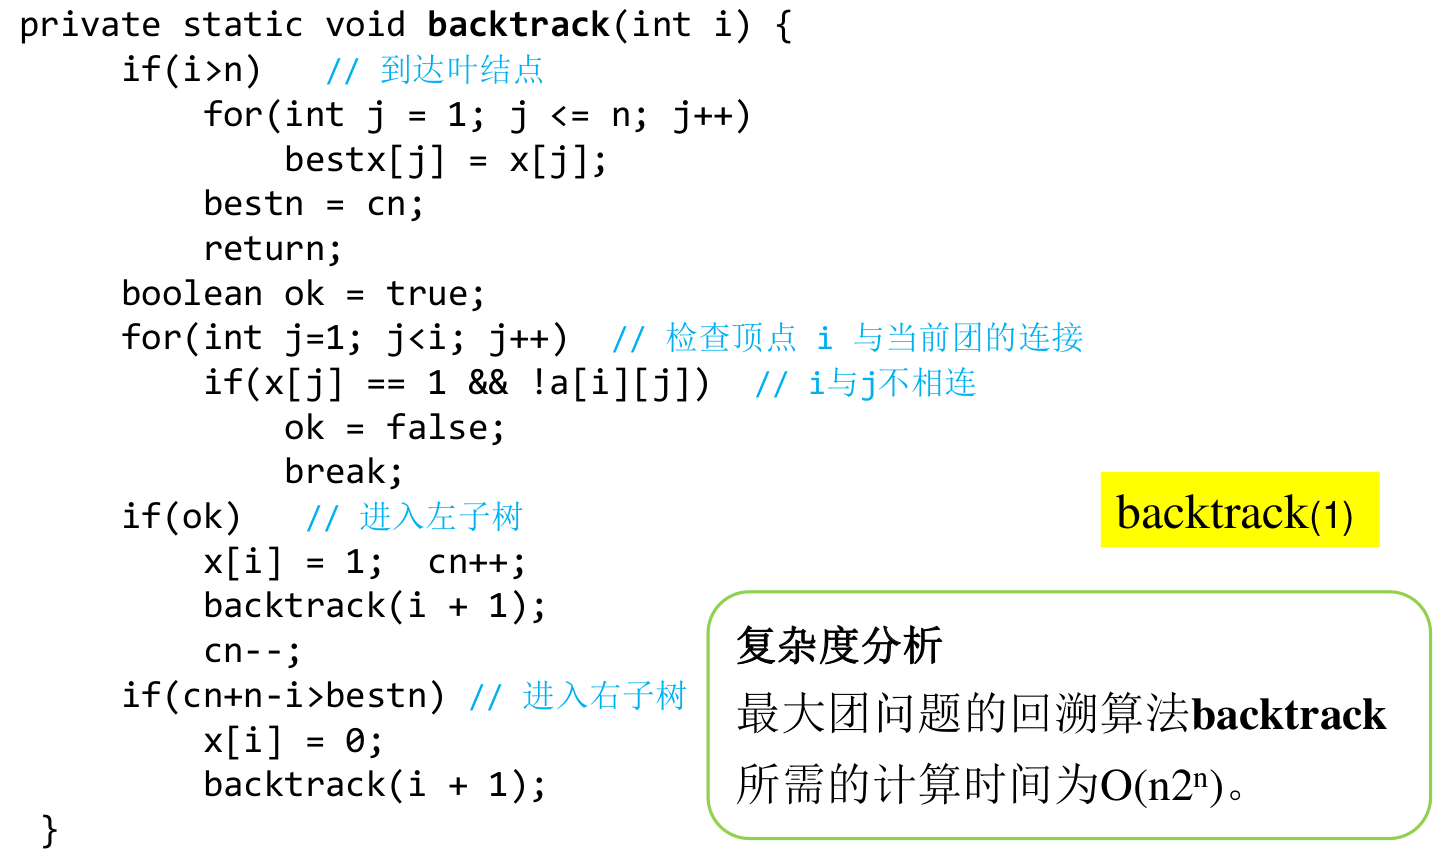 private static void backtrack(int i) {
if(i>n) // 到达叶结点
for(int j = 1; j <= n; j++)
bestx[j] = x[j];
bestn = cn;
return;
boolean ok = true;
for(int j=1; j<i; j++) // 检查顶点 i 与当前团的连接
if(x[j] == 1 && !a[i][j]) // i与j不相连
ok = false;
break;
if(ok) // 进入左子树
x[i] = 1; cn++;
backtrack(i + 1);
cn--;
if(cn+n-i>bestn) // 进入右子树
x[i] = 0;
backtrack(i + 1);
}
backtrack(1)
复杂度分析
最大团问题的回溯算法backtrack
所需的计算时间为O(n2ⁿ)。